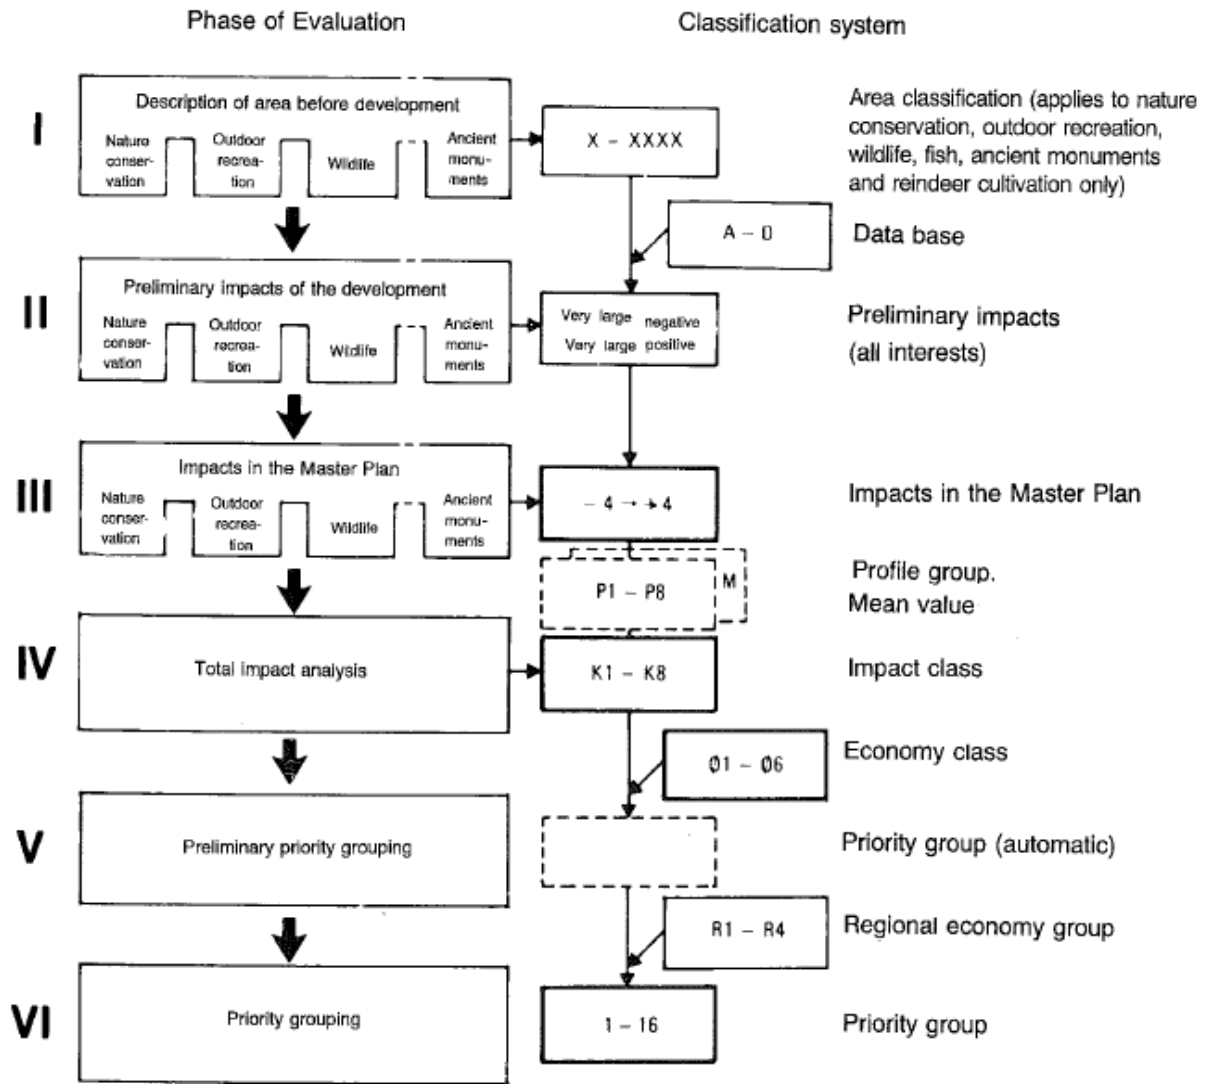 Phase of Evaluation
Classification system
I
Description of area before development
Nature
conser-
vation
Outdoor
recrea-
tion
Wildlife
Ancient
monu-
ments
X – XXXX
Area classification (applies to nature
conservation, outdoor recreation,
wildlife, fish, ancient monuments
and reindeer cultivation only)
A – D
Data base
II
Preliminary impacts of the development
Nature
conser-
vation
Outdoor
recrea-
tion
Wildlife
Ancient
monu-
ments
Very large negative
Very large positive
Preliminary impacts
(all interests)
III
Impacts in the Master Plan
Nature
conser-
vation
Outdoor
recrea-
tion
Wildlife
Ancient
monu-
ments
– 4 → + 4
Impacts in the Master Plan
P1 – P8
M
Profile group.
Mean value
IV
Total impact analysis
K1 – K8
Impact class
Ø1 – Ø6
Economy class
V
Preliminary priority grouping
Priority group (automatic)
R1 – R4
Regional economy group
VI
Priority grouping
1 – 16
Priority group